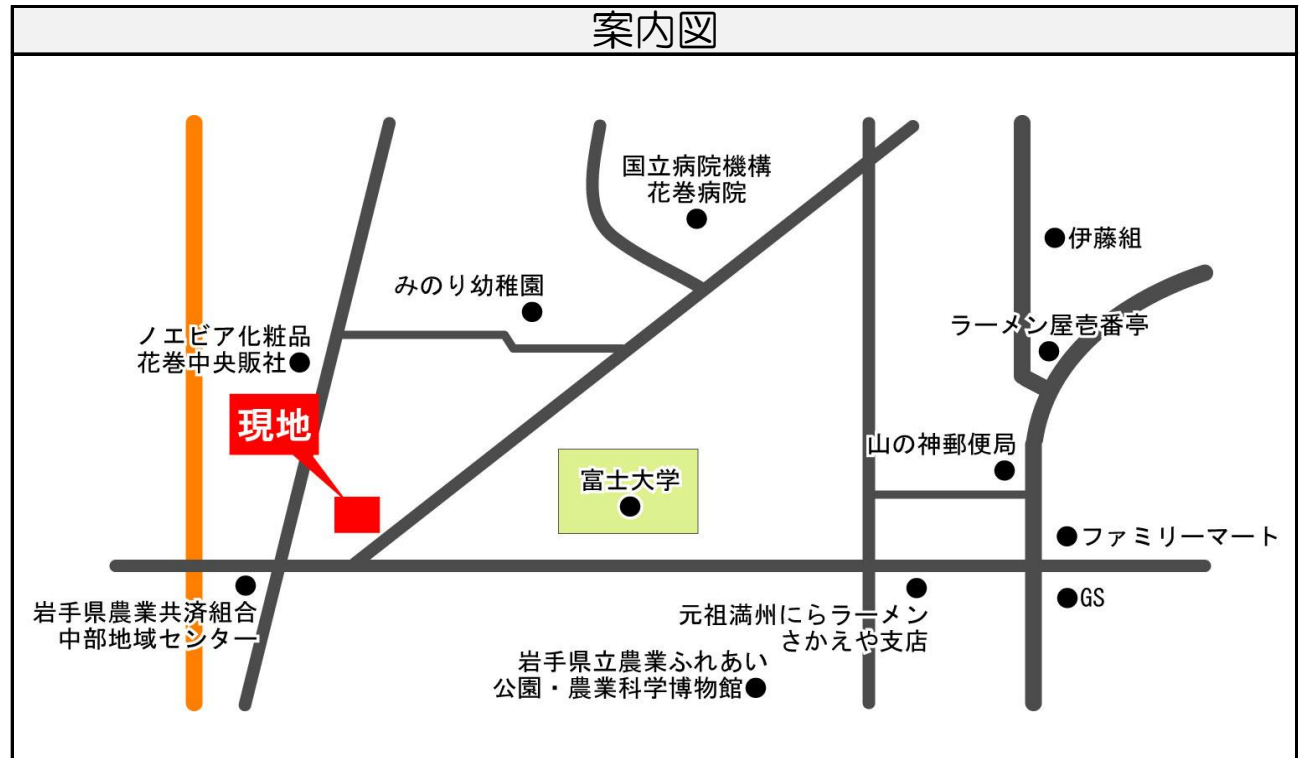 案内図
国立病院機構
花巻病院
伊藤組
みのり幼稚園
ラーメン屋壱番亭
ノエビア化粧品
花巻中央販社
現地
山の神郵便局
富士大学
ファミリーマート
岩手県農業共済組合
中部地域センター
元祖満州にらラーメン
さかえや支店
GS
岩手県立農業ふれあい
公園・農業科学博物館